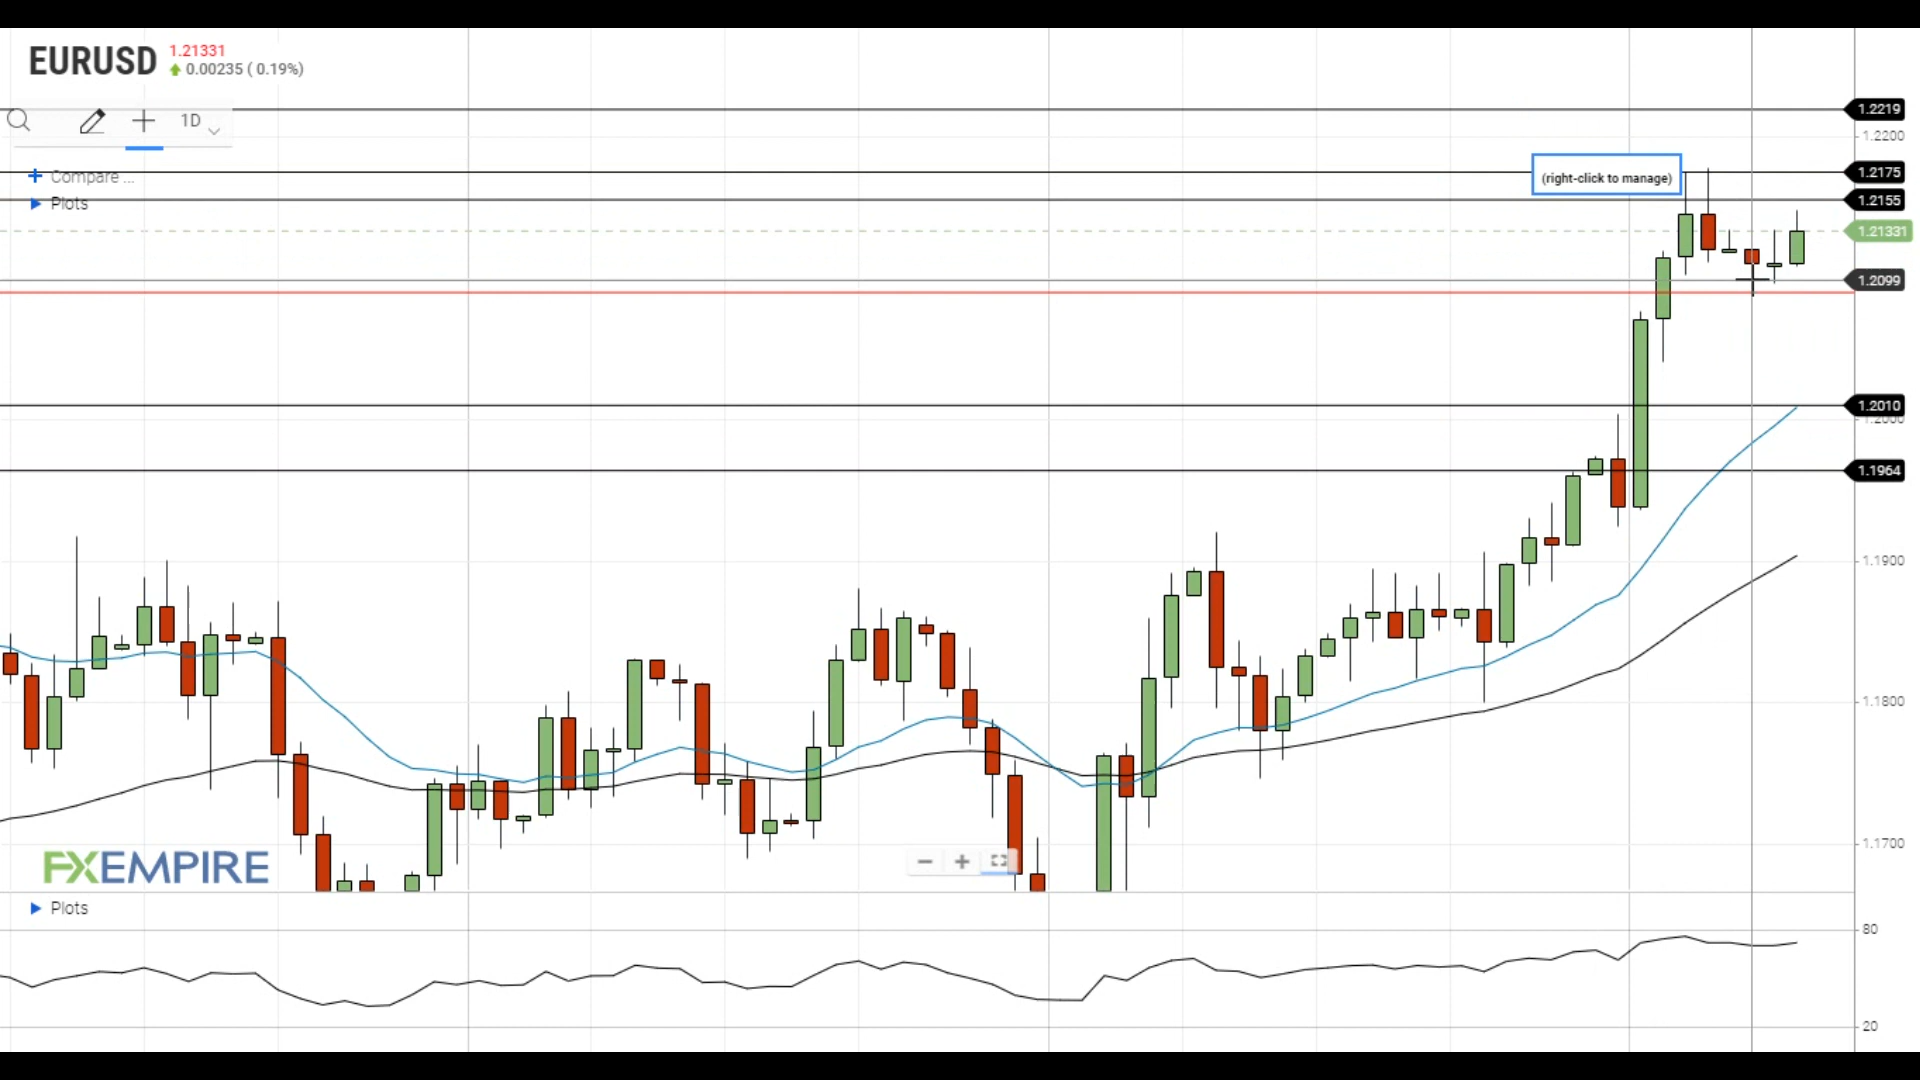 EURUSD
1.21331
0.00235 ( 0.19%)
1D
Compare ...
Plots
(right-click to manage)
1.2219
1.2200
1.2175
1.2155
1.21331
1.2099
1.2010
1.2000
1.1964
1.1900
1.1800
1.1700
FXEMPIRE
Plots
80
20